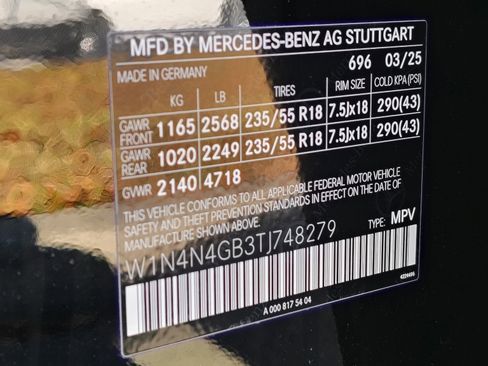 MFD BY MERCEDES-BENZ AG STUTTGART
696 03/25
MADE IN GERMANY
KG LB TIRES RIM SIZE COLD KPA(PSI)
GAWR FRONT 1165 2568 235/55 R18 7.5Jx18 290(43)
GAWR REAR 1020 2249 235/55 R18 7.5Jx18 290(43)
GWR 2140 4718
THIS VEHICLE CONFORMS TO ALL APPLICABLE FEDERAL MOTOR VEHICLE
SAFETY AND THEFT PREVENTION STANDARDS IN EFFECT ON THE DATE OF
MANUFACTURE SHOWN ABOVE.
W1N4N4GB3TJ748279 TYPE: MPV
A 000 817 54 04